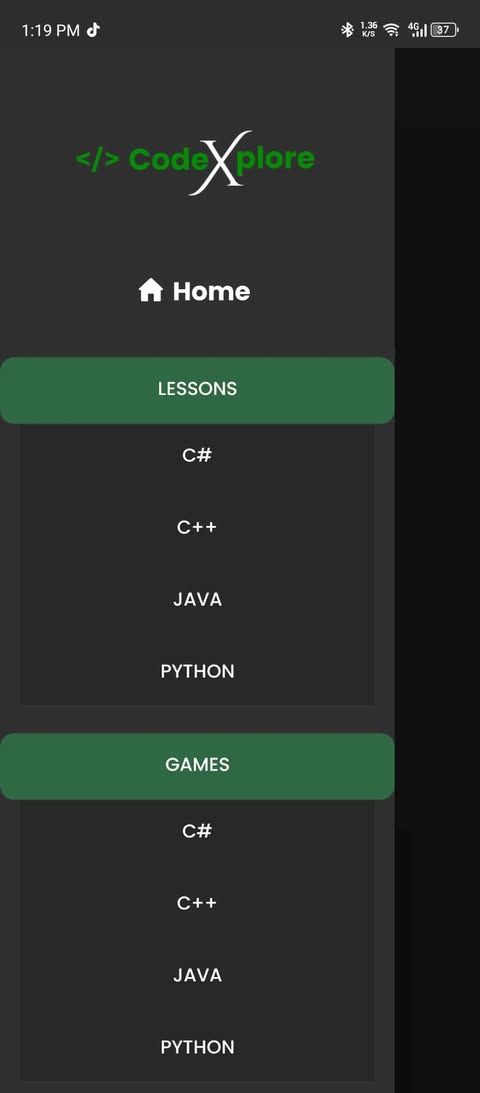 1:19 PM
1.36
K/S
4G
37
</> CodeXplore
Home
LESSONS
C#
C++
JAVA
PYTHON
GAMES
C#
C++
JAVA
PYTHON